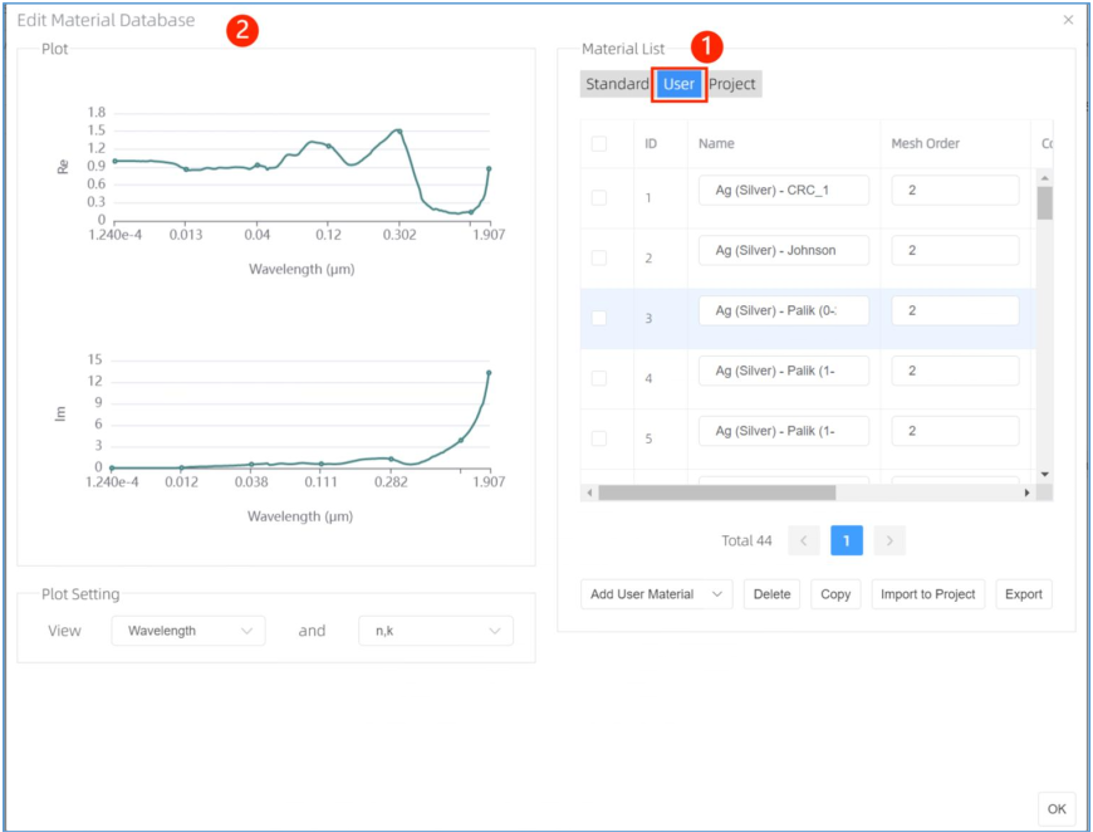 Edit Material Database
2
×
Plot
1.8
1.5
1.2
0.9
0.6
0.3
0
Re
1.240e-4 0.013 0.04 0.12 0.302 1.907
Wavelength (μm)
15
12
9
6
3
0
Im
1.240e-4 0.012 0.038 0.111 0.282 1.907
Wavelength (μm)
Plot Setting
View Wavelength and n,k
Material List
1
Standard User Project
ID Name Mesh Order
1 Ag (Silver) - CRC_1 2
2 Ag (Silver) - Johnson 2
3 Ag (Silver) - Palik (0- 2
4 Ag (Silver) - Palik (1- 2
5 Ag (Silver) - Palik (1- 2
Total 44 < 1 >
Add User Material Delete Copy Import to Project Export
OK